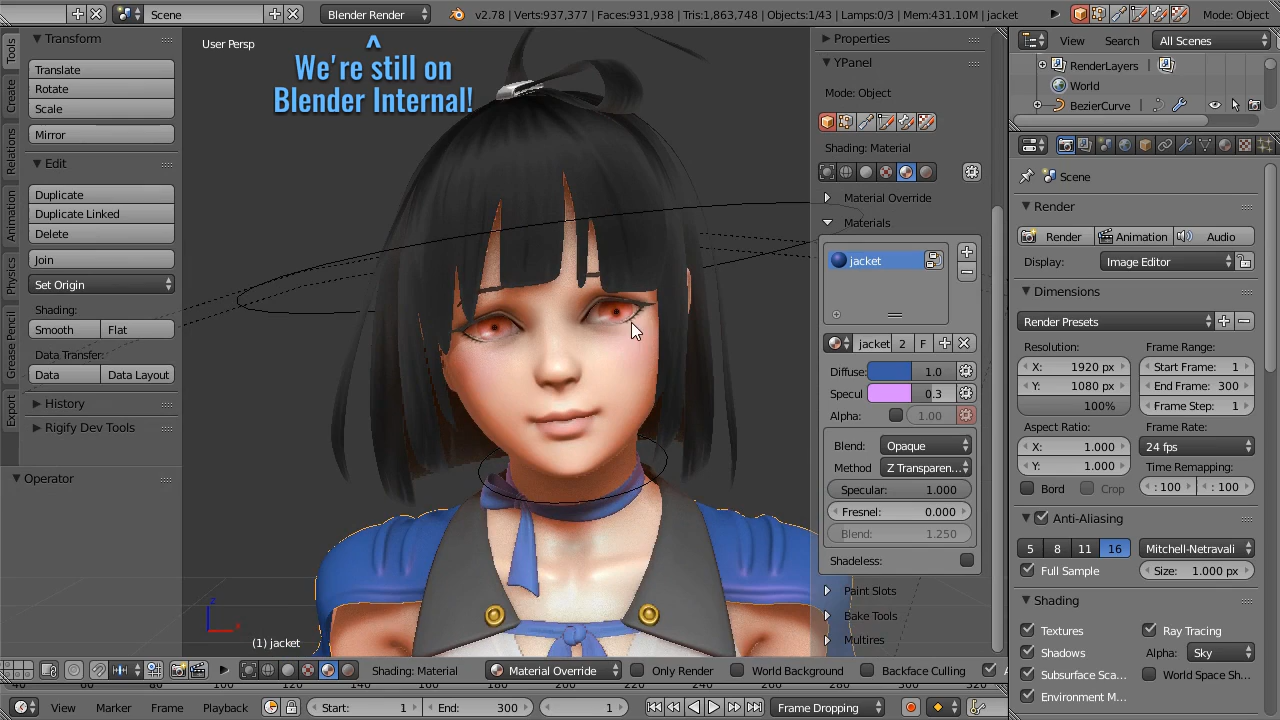 Scene
Blender Render
v2.78 | Verts:937,377 | Faces:931,938 | Tris:1,863,748 | Objects:1/43 | Lamps:0/3 | Mem:431.10M | jacket
Mode: Object
Tools
Create
Relations
Animation
Physics
Grease Pencil
Export
Transform
Translate
Rotate
Scale
Mirror
Edit
Duplicate
Duplicate Linked
Delete
Join
Set Origin
Shading:
Smooth
Flat
Data Transfer:
Data
Data Layout
History
Rigify Dev Tools
Operator
User Persp
^
We're still on
Blender Internal!
z
x
(1) jacket
Properties
YPanel
Mode: Object
Shading: Material
Material Override
Materials
jacket
jacket 2 F
Diffuse: 1.0
Specul 0.3
Alpha: 1.00
Blend: Opaque
Method Z Transparen...
Specular: 1.000
Fresnel: 0.000
Blend: 1.250
Shadeless:
Paint Slots
Bake Tools
Multires
View Search All Scenes
RenderLayers
World
BezierCurve
Scene
Render
Render Animation Audio
Display: Image Editor
Dimensions
Render Presets
Resolution: Frame Range:
X: 1920 px Start Frame: 1
Y: 1080 px End Frame: 300
100% Frame Step: 1
Aspect Ratio: Frame Rate:
X: 1.000 24 fps
Y: 1.000 Time Remapping:
Bord Crop : 100 : 100
Anti-Aliasing
5 8 11 16 Mitchell-Netravali
Full Sample Size: 1.000 px
Shading
Textures Ray Tracing
Shadows Alpha: Sky
Subsurface Sca... World Space Sh...
Environment M...
Shading: Material Material Override Only Render World Background Backface Culling
View Marker Frame Playback Start: 1 End: 300 1 Frame Dropping